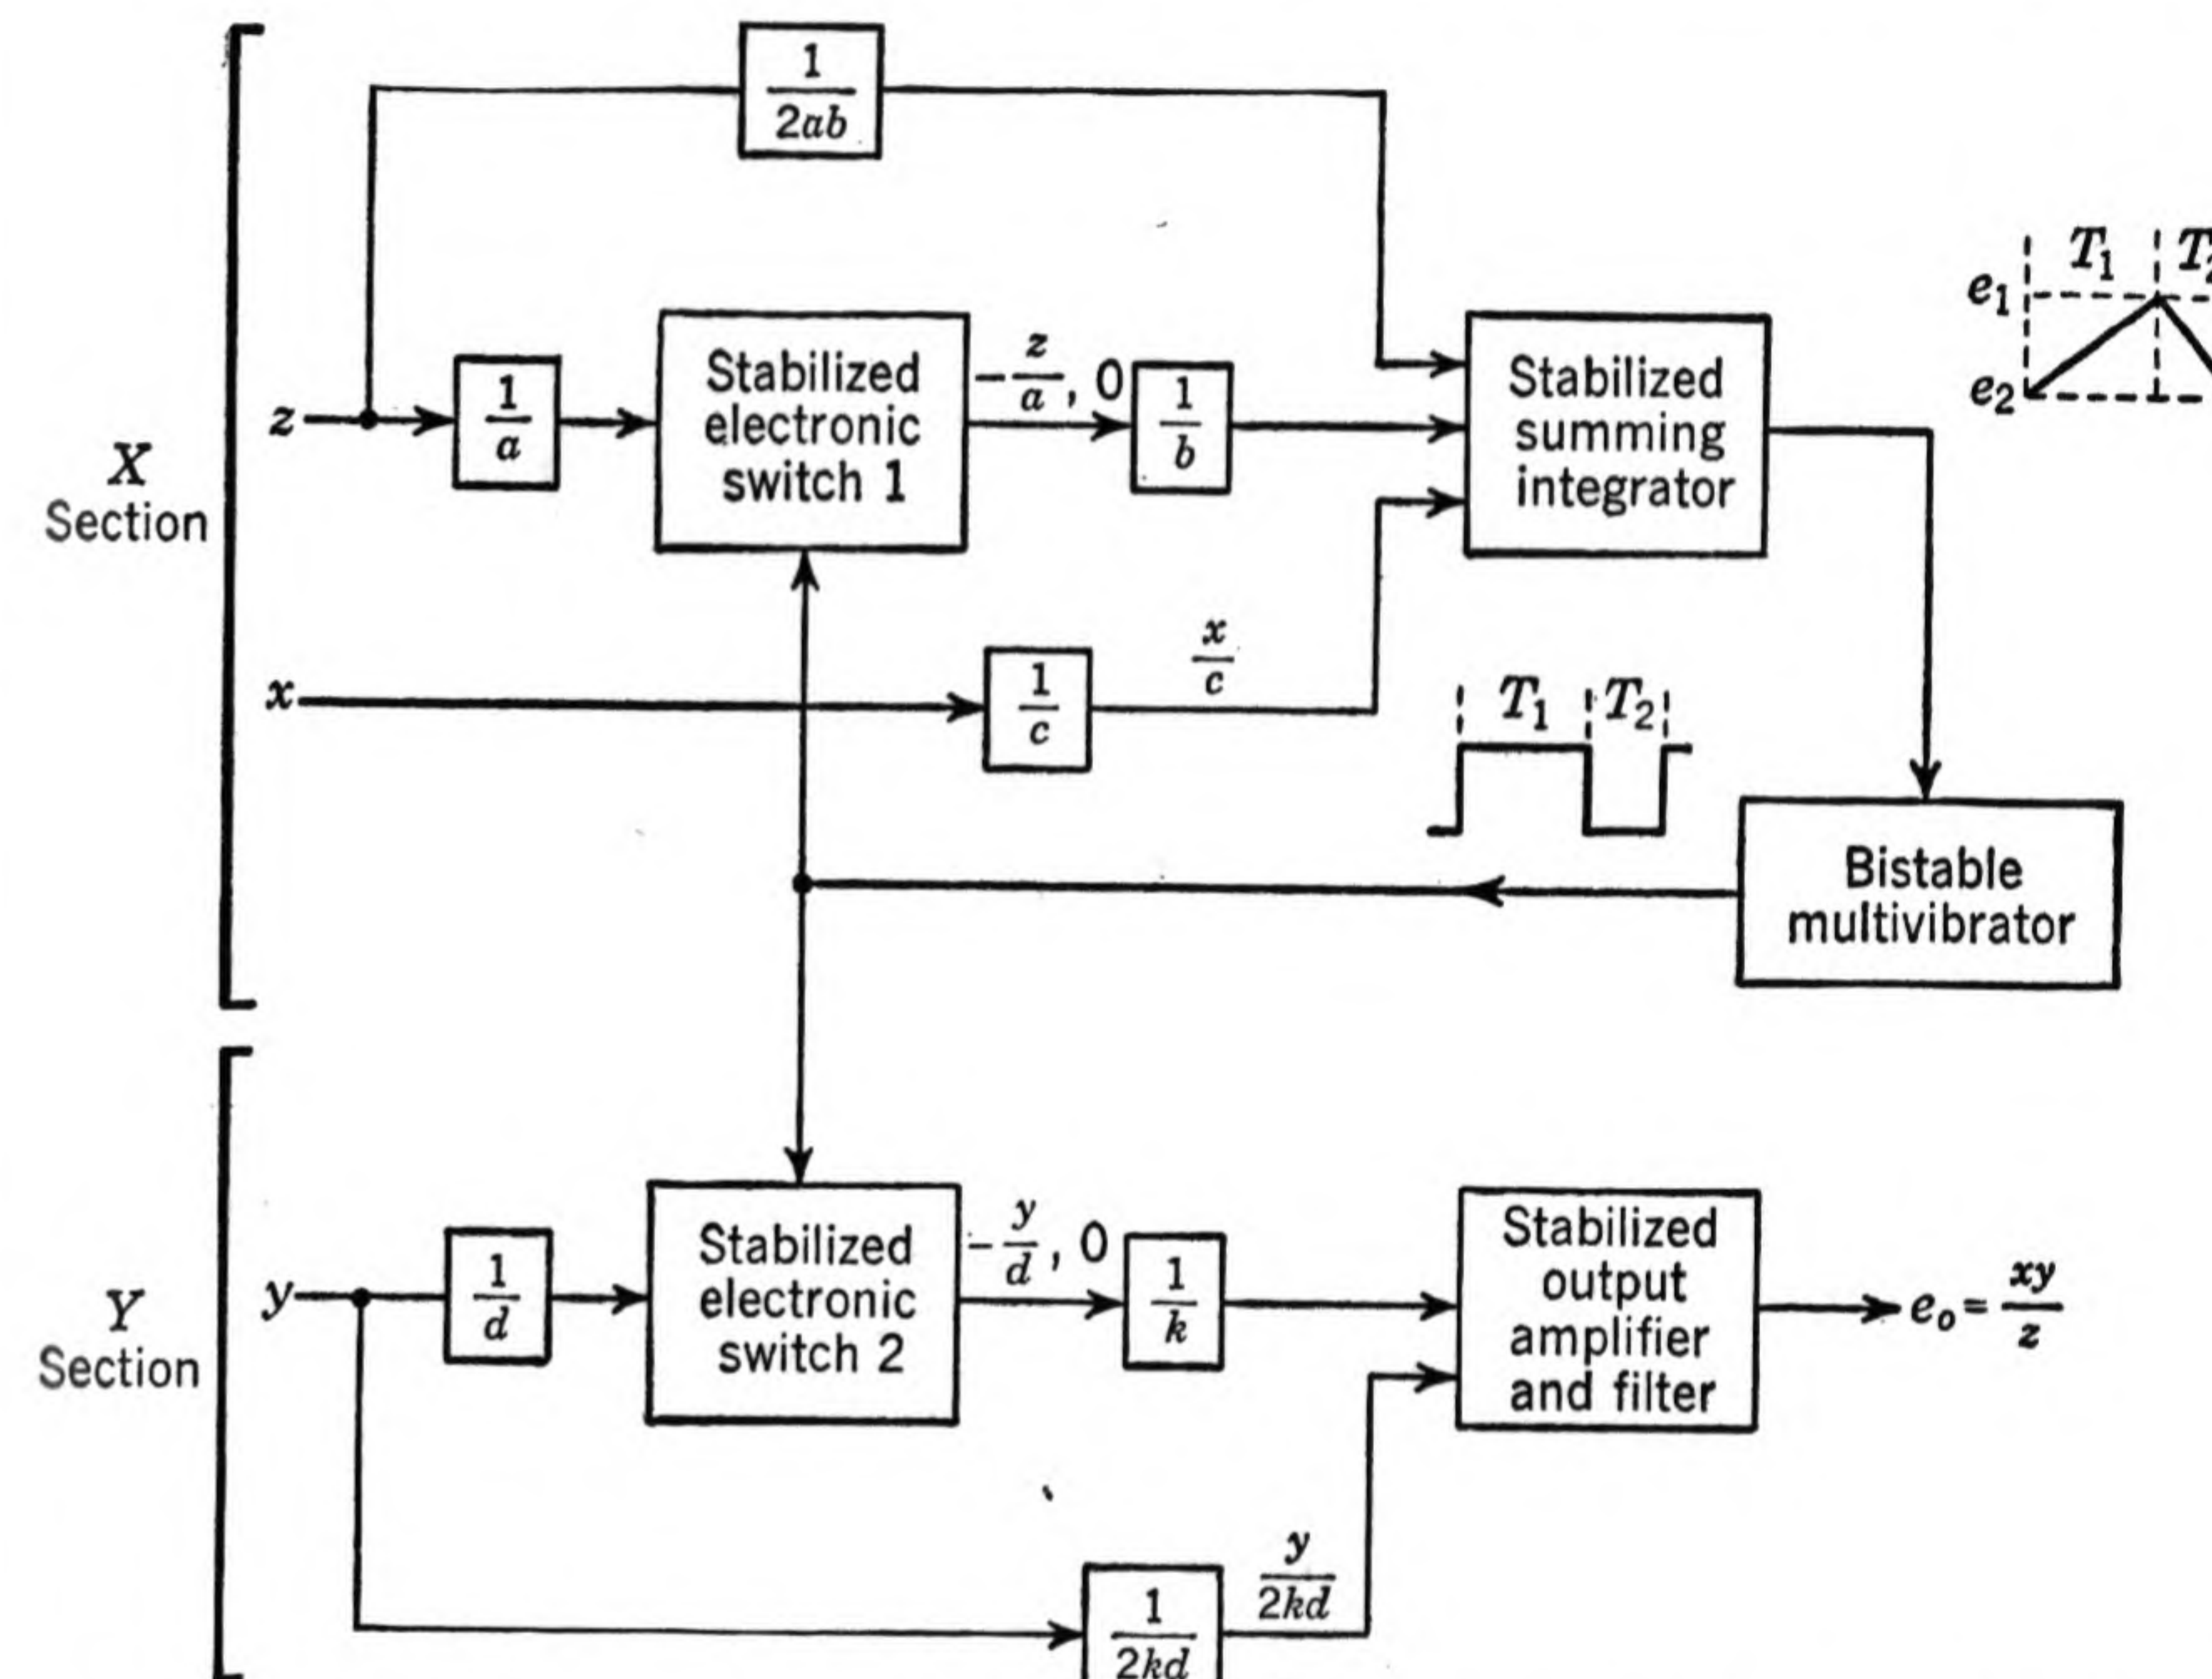 1
2ab
T1 T2
e1
e2
z
1
a
Stabilized
electronic
switch 1
- z/a , 0
1
b
Stabilized
summing
integrator
X
Section
x
1
c
x
c
T1 T2
Bistable
multivibrator
Y
Section
y
1
d
Stabilized
electronic
switch 2
- y/d , 0
1
k
Stabilized
output
amplifier
and filter
eo = xy/z
1
2kd
y
2kd